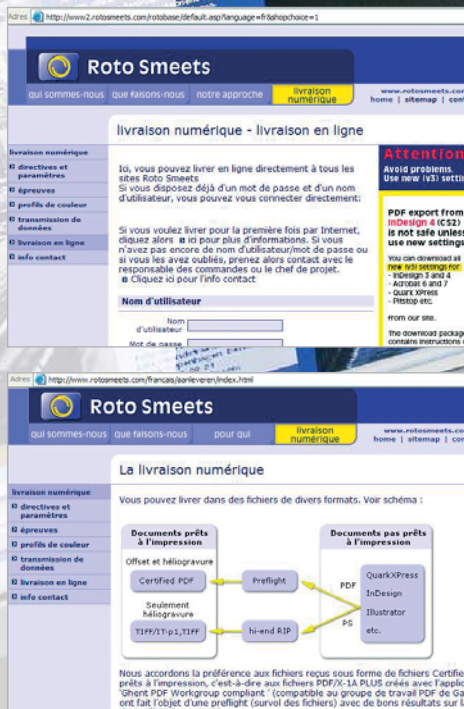 Adres http://www2.rotosmeets.com/rotobase/default.asp?language=fr&shopchoice=1
Roto Smeets
qui sommes-nous que faisons-nous notre approche livraison numérique
www.rotosmeets.co
home | sitemap | con
livraison numérique - livraison en ligne
livraison numérique
directives et
paramètres
épreuves
profils de couleur
transmission de
données
livraison en ligne
info contact
Ici, vous pouvez livrer en ligne directement à tous les
sites Roto Smeets
Si vous disposez déjà d'un mot de passe et d'un nom
d'utilisateur, vous pouvez vous connecter directement:
Si vous voulez livrer pour la première fois par Internet,
cliquez alors ici pour plus d'informations. Si vous
n'avez pas encore de nom d'utilisateur/mot de passe ou
si vous les avez oubliés, prenez alors contact avec le
responsable des commandes ou le chef de projet.
Cliquez ici pour l'info contact
Nom d'utilisateur
Nom
d'utilisateur
Mot de passe
Attention
Avoid problems.
Use new (v3) settin
PDF export from
InDesign 4 (CS2)
is not safe unless
use new settings
You can download all
new (v3) settings for:
- InDesign 3 and 4
- Acrobat 6 and 7
- Quark XPress
- Pitstop etc.
from our site.
The download package
contains instructions
Adres http://www.rotosmeets.com/francais/aanleveren/index.html
Roto Smeets
qui sommes-nous que faisons-nous pour qui livraison numérique
www.rotosmeets.co
home | sitemap | con
La livraison numérique
livraison numérique
directives et
paramètres
épreuves
profils de couleur
transmission de
données
livraison en ligne
info contact
Vous pouvez livrer dans des fichiers de divers formats. Voir schéma :
Documents prêts
à l'impression
Offset et héliogravure
Certified PDF
Seulement
héliogravure
TIFF/IT-p1,TIFF
Preflight
hi-end RIP
PDF
PS
Documents pas prêts
à l'impression
QuarkXPress
InDesign
Illustrator
etc.
Nous accordons la préférence aux fichiers reçus sous forme de fichiers Certifie
prêts à l'impression, c'est-à-dire aux fichiers PDF/X-1A PLUS créés avec l'applic
'Ghent PDF Workgroup compliant ' (compatible au groupe de travail PDF de Ga
ont fait l'objet d'une preflight (survol des fichiers) avec de bons résultats sur l